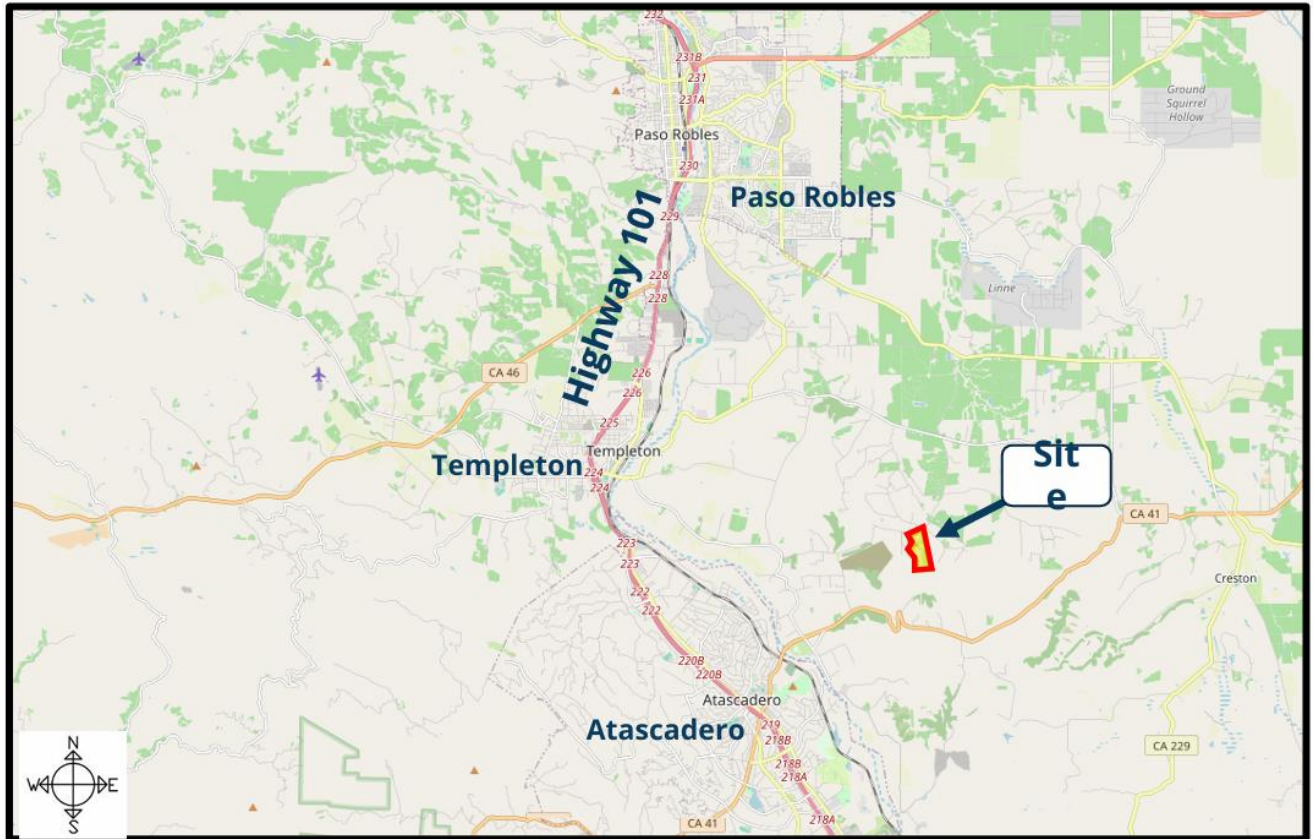 232
231B
231
231A
Ground
Squirrel
Hollow
Paso Robles
230
Paso Robles
229
Highway 101
228
228
Linne
CA 46
226
226
225
Templeton
Templeton
224
224
Sit
e
CA 41
223
223
222
222
Creston
220B
220B
Atascadero
Atascadero
219
218B
218B
218A
CA 229
CA 41
218A
N
W
E
S